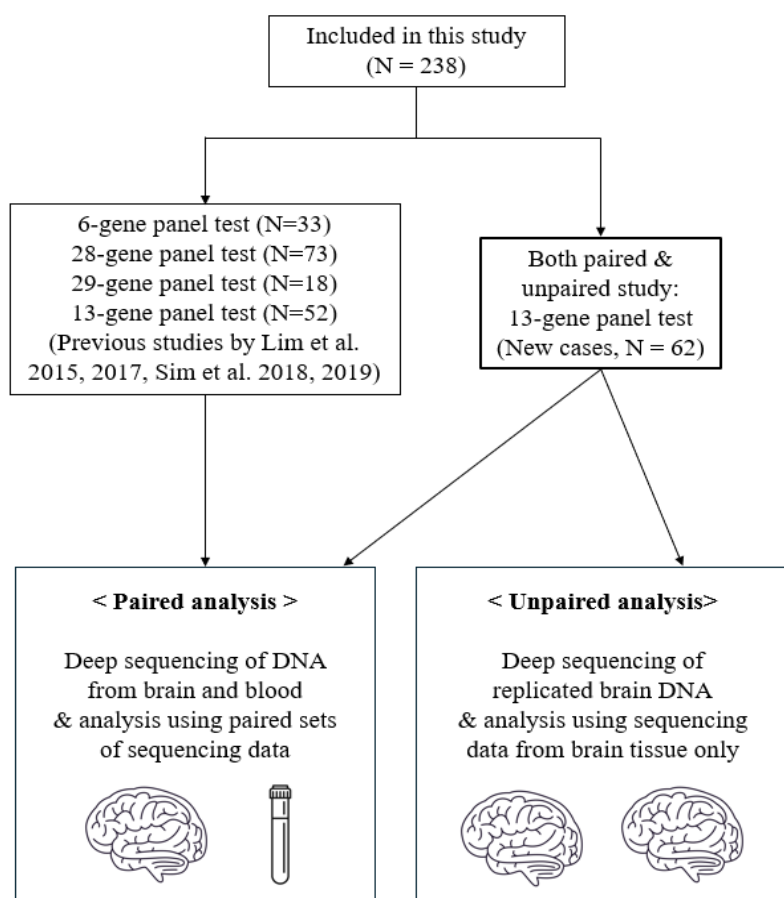 Included in this study
(N = 238)
6-gene panel test (N=33)
28-gene panel test (N=73)
29-gene panel test (N=18)
13-gene panel test (N=52)
(Previous studies by Lim et al.
2015, 2017, Sim et al. 2018, 2019)
Both paired &
unpaired study:
13-gene panel test
(New cases, N = 62)
< Paired analysis >
Deep sequencing of DNA
from brain and blood
& analysis using paired sets
of sequencing data
< Unpaired analysis>
Deep sequencing of
replicated brain DNA
& analysis using sequencing
data from brain tissue only